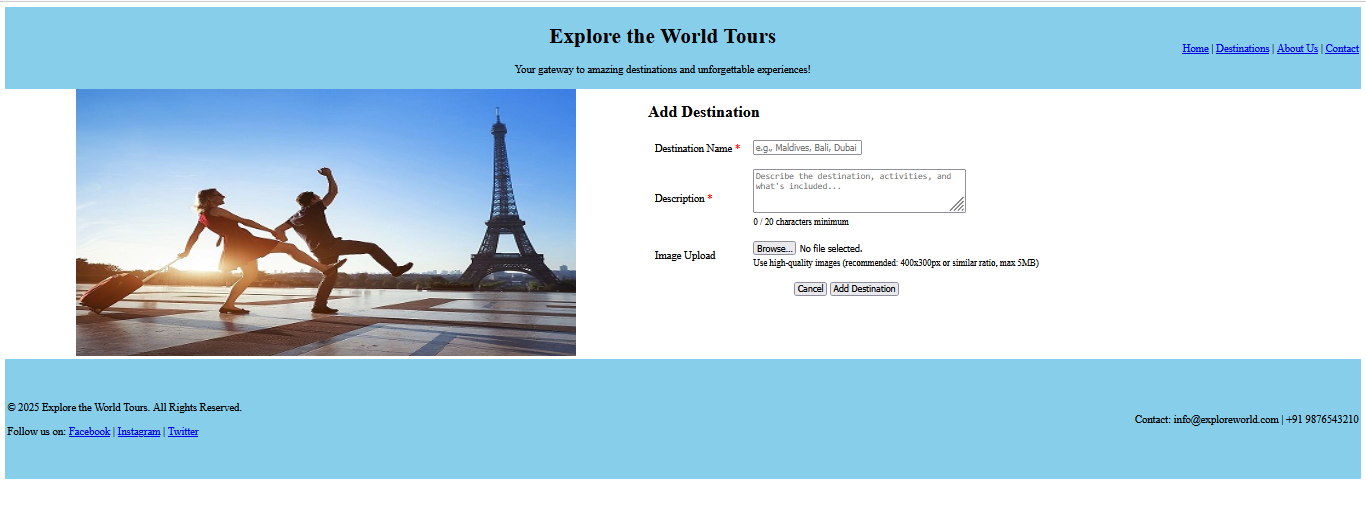 Explore the World Tours
Your gateway to amazing destinations and unforgettable experiences!
Home | Destinations | About Us | Contact
Add Destination
Destination Name * e.g., Maldives, Bali, Dubai
Description * Describe the destination, activities, and
what's included...
0 / 20 characters minimum
Image Upload Browse... No file selected.
Use high-quality images (recommended: 400x300px or similar ratio, max 5MB)
Cancel Add Destination
© 2025 Explore the World Tours. All Rights Reserved.
Follow us on: Facebook | Instagram | Twitter
Contact: info@exploreworld.com | +91 9876543210